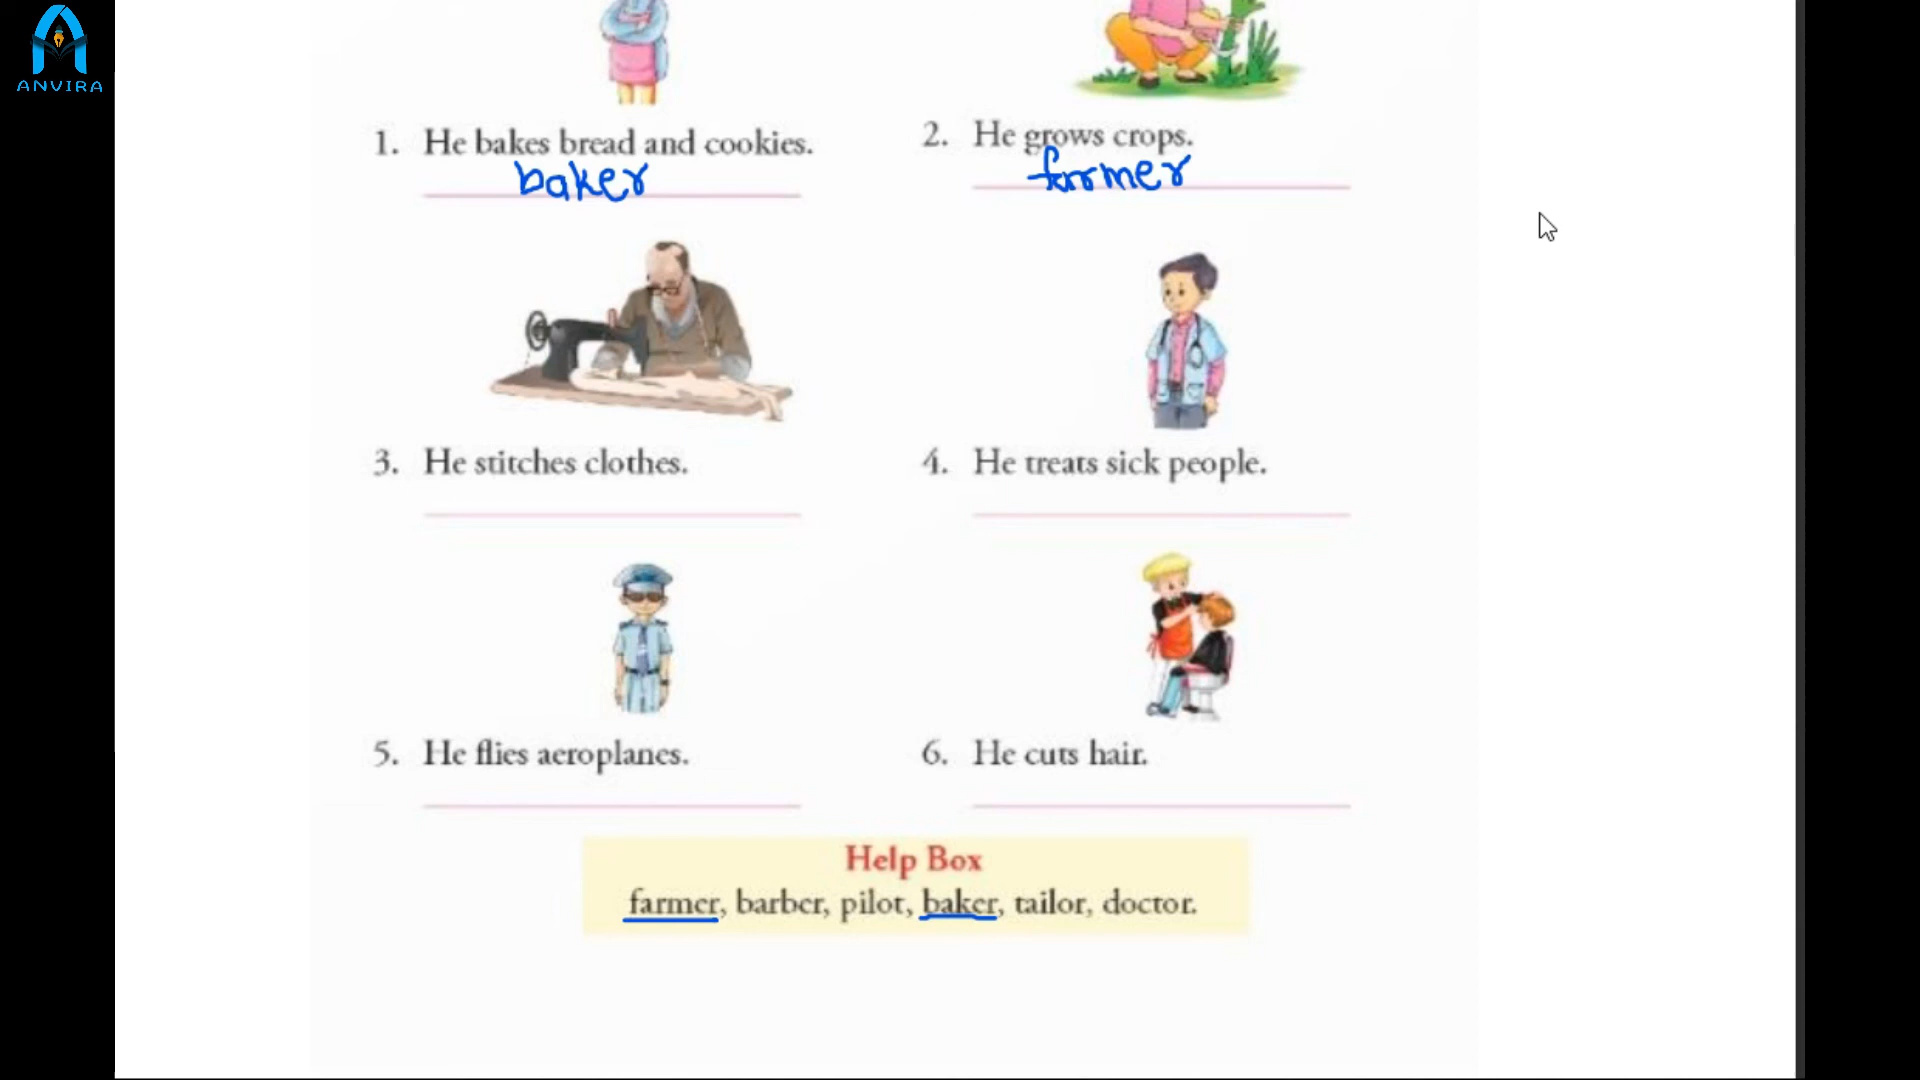 ANVIRA
1. He bakes bread and cookies.
baker
2. He grows crops.
farmer
3. He stitches clothes.
4. He treats sick people.
5. He flies aeroplanes.
6. He cuts hair.
Help Box
farmer, barber, pilot, baker, tailor, doctor.